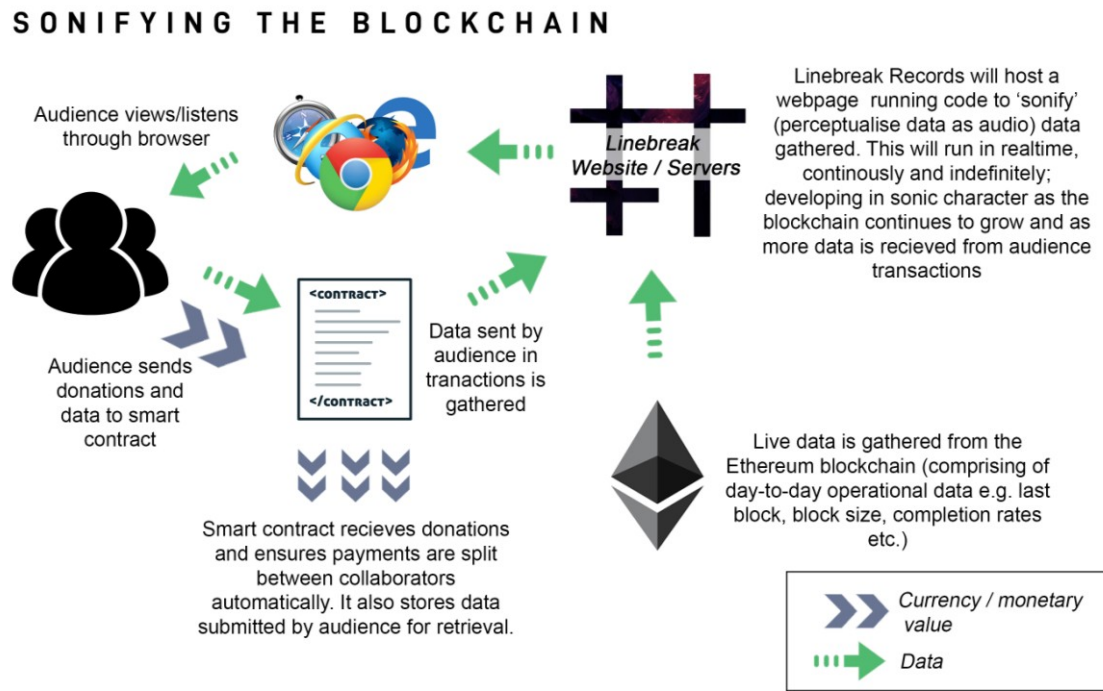 SONIFYING THE BLOCKCHAIN
Audience views/listens
through browser
Linebreak
Website / Servers
Linebreak Records will host a
webpage running code to ‘sonify’
(perceptualise data as audio) data
gathered. This will run in realtime,
continously and indefinitely;
developing in sonic character as the
blockchain continues to grow and as
more data is recieved from audience
transactions
Audience sends
donations and
data to smart
contract
<CONTRACT>
</CONTRACT>
Data sent by
audience in
tranactions is
gathered
Smart contract recieves donations
and ensures payments are split
between collaborators
automatically. It also stores data
submitted by audience for retrieval.
Live data is gathered from the
Ethereum blockchain (comprising of
day-to-day operational data e.g. last
block, block size, completion rates
etc.)
Currency / monetary
value
Data